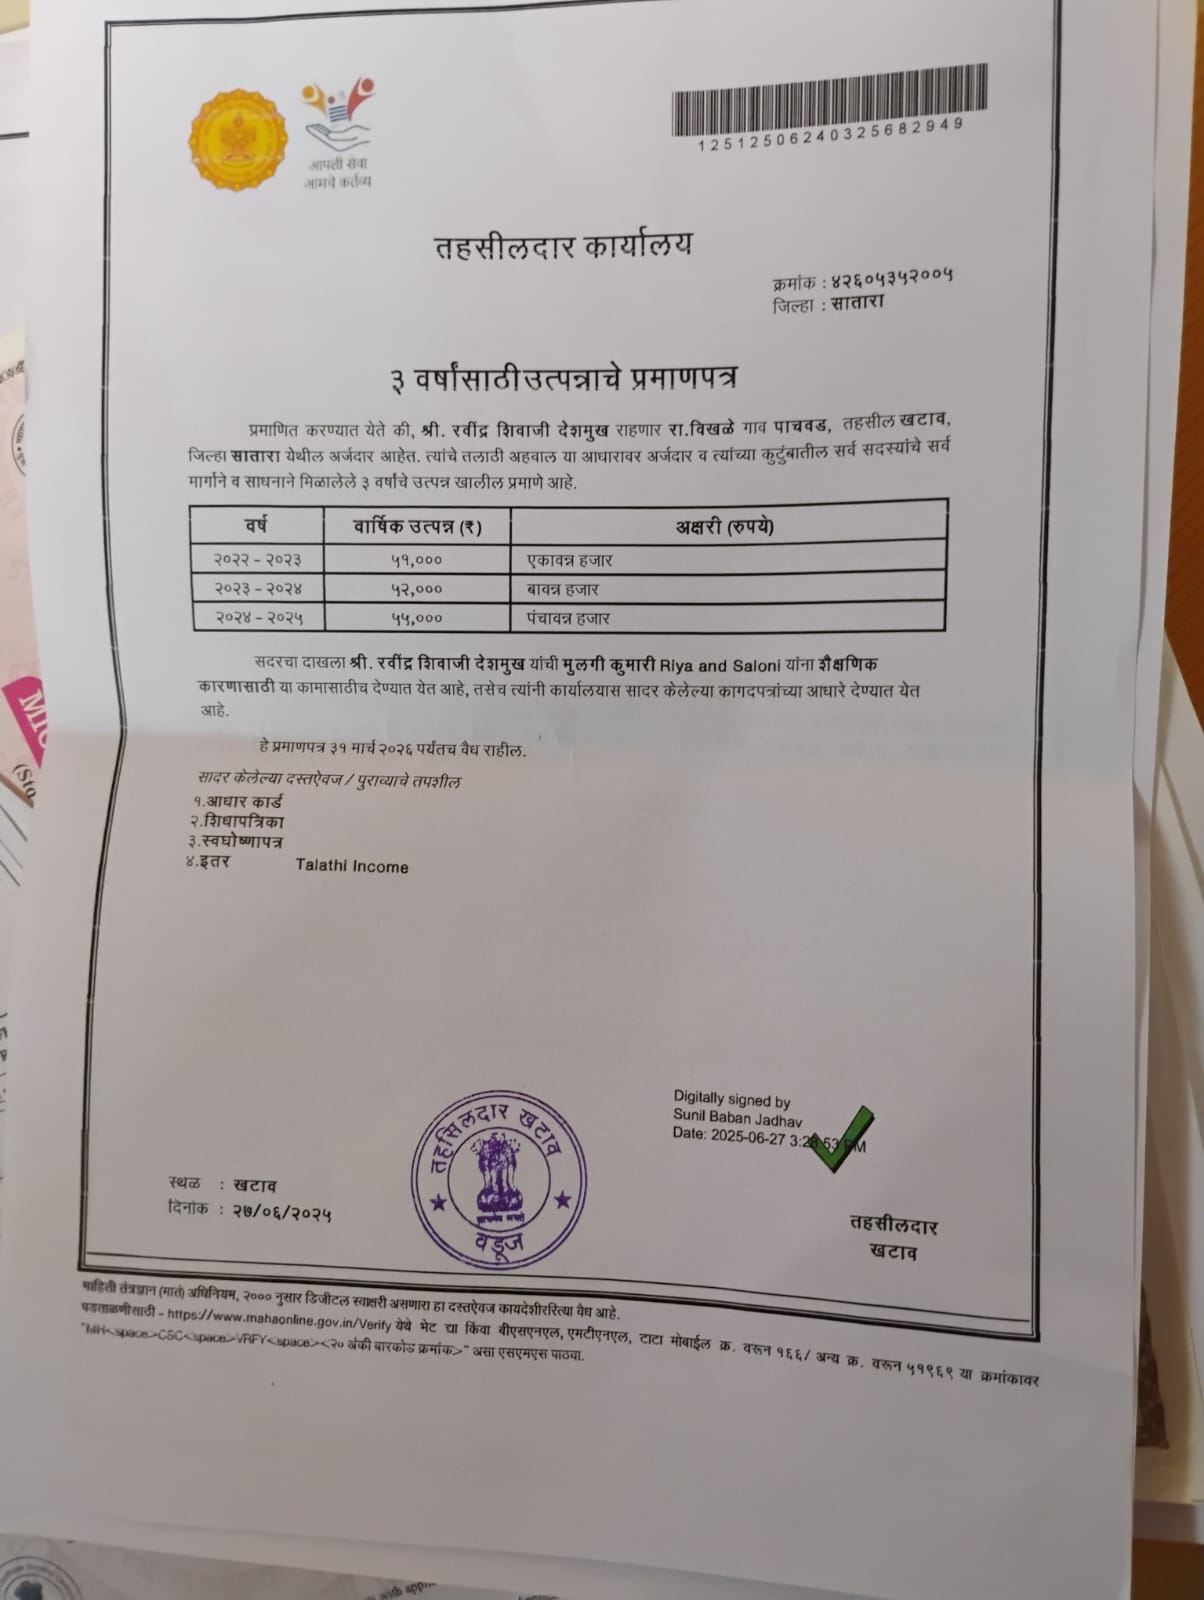 आपली सेवा
आमचे कर्तव्य
12512506240325682949
तहसीलदार कार्यालय
क्रमांक : ४२६०५३५२००५
जिल्हा : सातारा
३ वर्षांसाठी उत्पन्नाचे प्रमाणपत्र
प्रमाणित करण्यात येते की, श्री. रवींद्र शिवाजी देशमुख राहणार रा.विखळे गाव पाचवड, तहसील खटाव,
जिल्हा सातारा येथील अर्जदार आहेत. त्यांचे तलाठी अहवाल या आधारावर अर्जदार व त्यांच्या कुटुंबातील सर्व सदस्यांचे सर्व
मार्गाने व साधनाने मिळालेले ३ वर्षांचे उत्पन्न खालील प्रमाणे आहे.
वर्ष वार्षिक उत्पन्न (₹) अक्षरी (रुपये)
२०२२ - २०२३ ५१,००० एकावन्न हजार
२०२३ - २०२४ ५२,००० बावन्न हजार
२०२४ - २०२५ ५५,००० पंचावन्न हजार
सदरचा दाखला श्री. रवींद्र शिवाजी देशमुख यांची मुलगी कुमारी Riya and Saloni यांना शैक्षणिक
कारणासाठी या कामासाठीच देण्यात येत आहे, तसेच त्यांनी कार्यालयास सादर केलेल्या कागदपत्रांच्या आधारे देण्यात येत
आहे.
हे प्रमाणपत्र ३१ मार्च २०२६ पर्यंतच वैध राहील.
सादर केलेल्या दस्तऐवज / पुराव्याचे तपशील
१.आधार कार्ड
२.शिधापत्रिका
३.स्वघोष्णापत्र
४.इतर Talathi Income
Digitally signed by
Sunil Baban Jadhav
Date: 2025-06-27 3:28:53 PM
तहसिलदार खटाव
वडूज
स्थळ : खटाव
दिनांक : २७/०६/२०२५
तहसीलदार
खटाव
माहिती तंत्रज्ञान (मातं) अधिनियम, २००० नुसार डिजीटल स्वाक्षरी असणारा हा दस्तऐवज कायदेशीररित्या वैध आहे.
पडताळणीसाठी - https://www.mahaonline.gov.in/Verify येथे भेट द्या किंवा बीएसएनएल, एमटीएनएल, टाटा मोबाईल क्र. वरून १६६/ अन्य क्र. वरून ५१९६९ या क्रमांकावर
"MH<space>CSC<space>VRFY<space><२० अंकी बारकोड क्रमांक>" असा एसएमएस पाठवा.